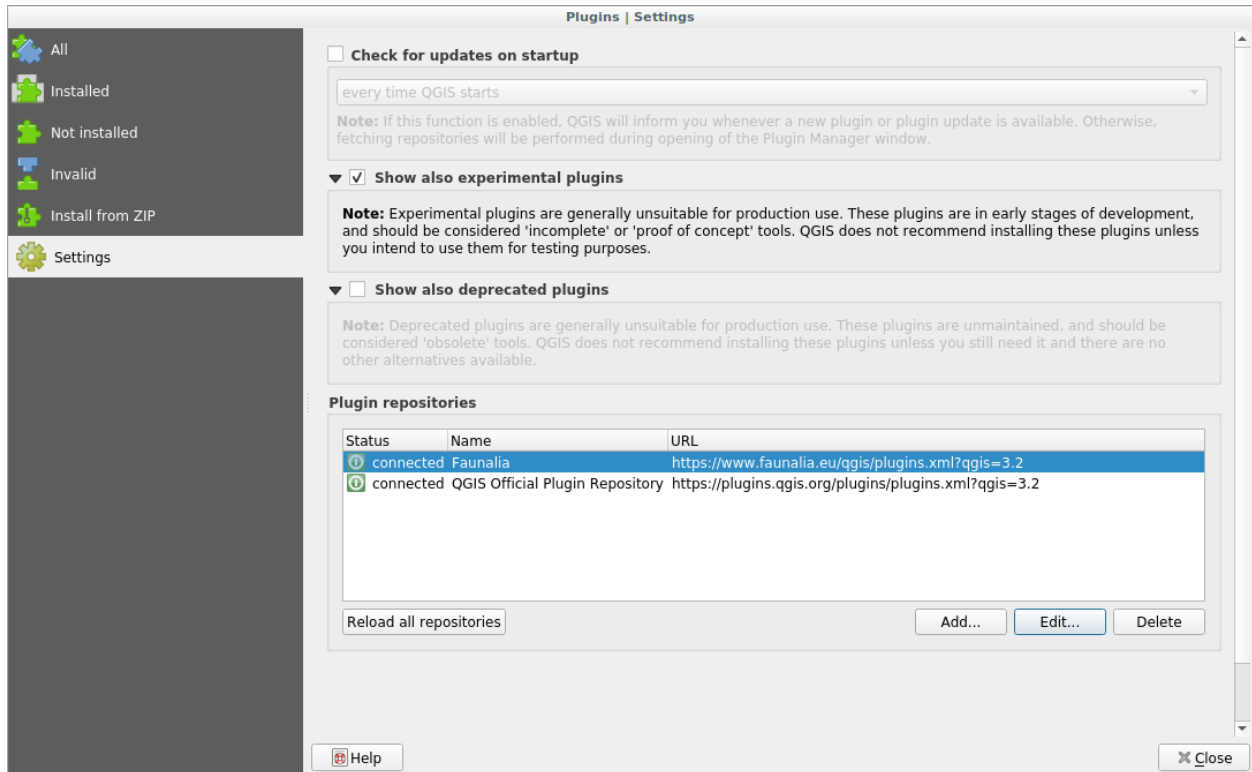 Plugins | Settings
All
Installed
Not installed
Invalid
Install from ZIP
Settings
Check for updates on startup
every time QGIS starts
Note: If this function is enabled, QGIS will inform you whenever a new plugin or plugin update is available. Otherwise,
fetching repositories will be performed during opening of the Plugin Manager window.
Show also experimental plugins
Note: Experimental plugins are generally unsuitable for production use. These plugins are in early stages of development,
and should be considered 'incomplete' or 'proof of concept' tools. QGIS does not recommend installing these plugins unless
you intend to use them for testing purposes.
Show also deprecated plugins
Note: Deprecated plugins are generally unsuitable for production use. These plugins are unmaintained, and should be
considered 'obsolete' tools. QGIS does not recommend installing these plugins unless you still need it and there are no
other alternatives available.
Plugin repositories
Status Name URL
connected Faunalia https://www.faunalia.eu/qgis/plugins.xml?qgis=3.2
connected QGIS Official Plugin Repository https://plugins.qgis.org/plugins/plugins.xml?qgis=3.2
Reload all repositories Add... Edit... Delete
Help Close